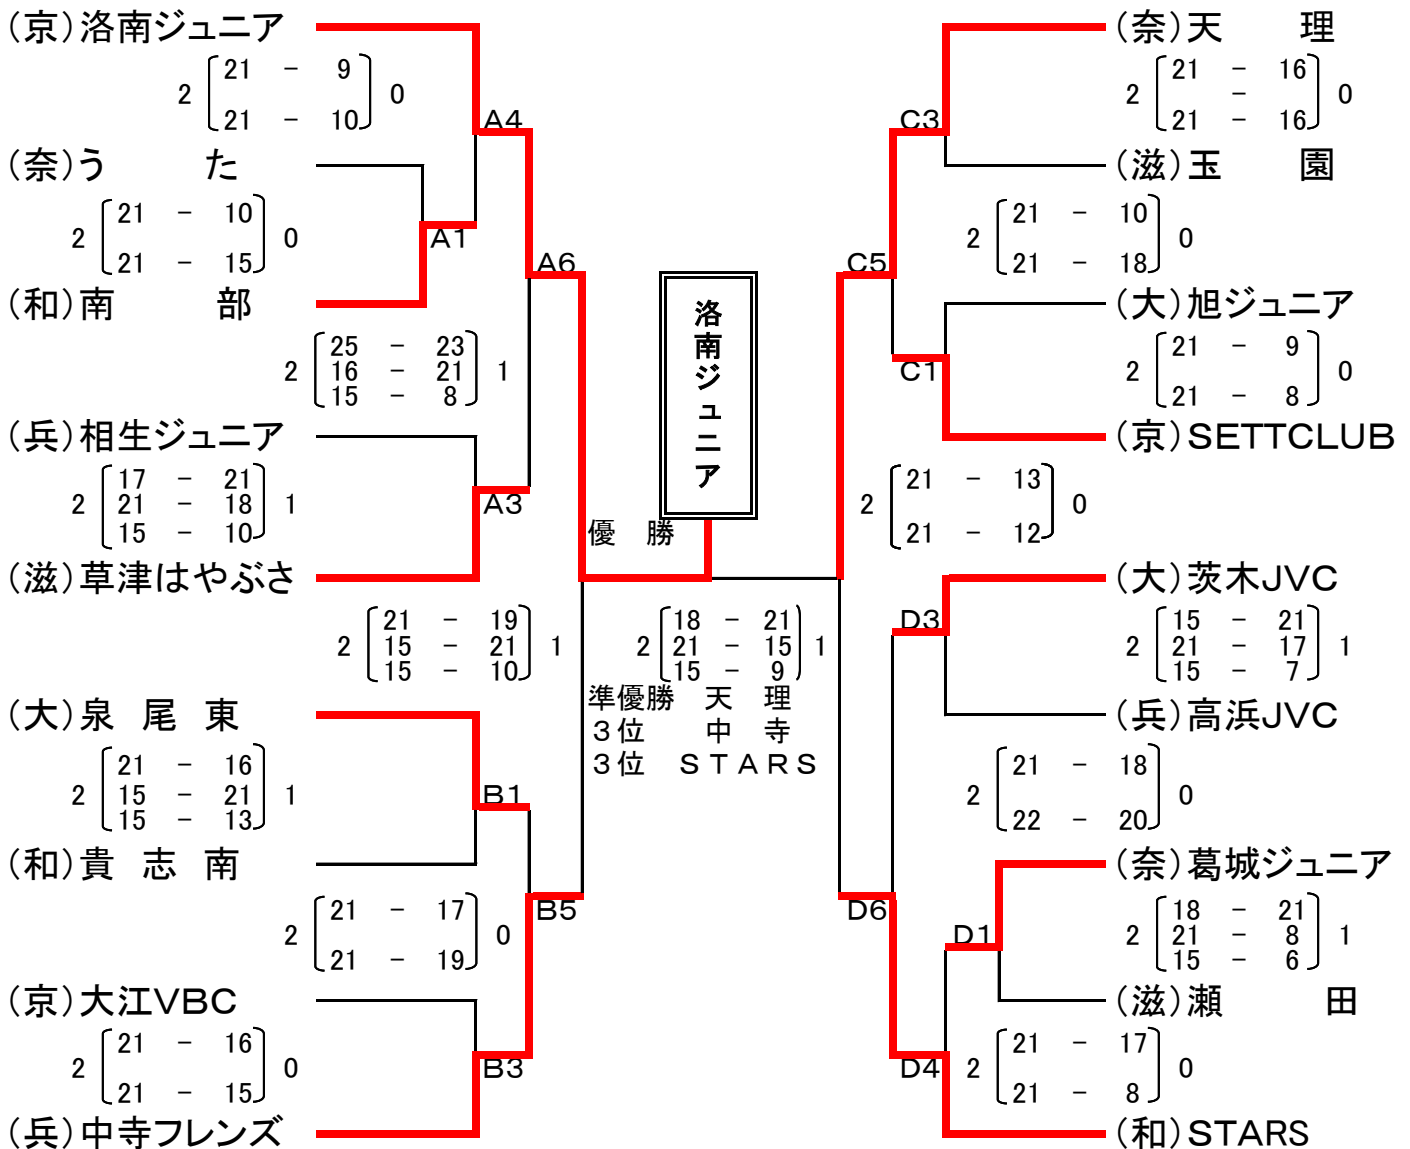 (京)洛南ジュニア
2 21 - 9 0
21 - 10
A4
(奈)う た
2 21 - 10 0
21 - 15
A1
(和)南 部
A6
2 25 - 23 1
16 - 21
15 - 8
(兵)相生ジュニア
2 17 - 21 1
21 - 18
15 - 10
A3
(滋)草津はやぶさ
2 21 - 19 1
15 - 21
15 - 10
(大)泉 尾 東
2 21 - 16 1
15 - 21
15 - 13
B1
(和)貴 志 南
2 21 - 17 0
21 - 19
B5
(京)大江VBC
2 21 - 16 0
21 - 15
B3
(兵)中寺フレンズ
洛南ジュニア
優 勝
2 18 - 21 1
21 - 15
15 - 9
準優勝 天 理
3位 中 寺
3位 STARS
(奈)天 理
2 21 - 16 0
-
21 - 16
C3
(滋)玉 園
2 21 - 10 0
21 - 18
C5
(大)旭ジュニア
2 21 - 9 0
21 - 8
C1
(京)SETTCLUB
2 21 - 13 0
21 - 12
(大)茨木JVC
2 15 - 21 1
21 - 17
15 - 7
D3
(兵)高浜JVC
2 21 - 18 0
22 - 20
D6
(奈)葛城ジュニア
2 18 - 21 1
21 - 8
15 - 6
D1
(滋)瀬 田
2 21 - 17 0
21 - 8
D4
(和)STARS